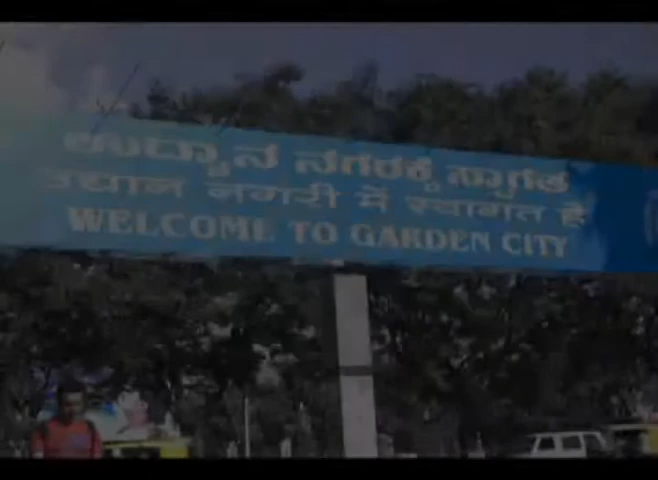 ಉದ್ಯಾನ ನಗರಕ್ಕೆ ಸ್ವಾಗತ
उद्यान नगरी में स्वागत है
WELCOME TO GARDEN CITY